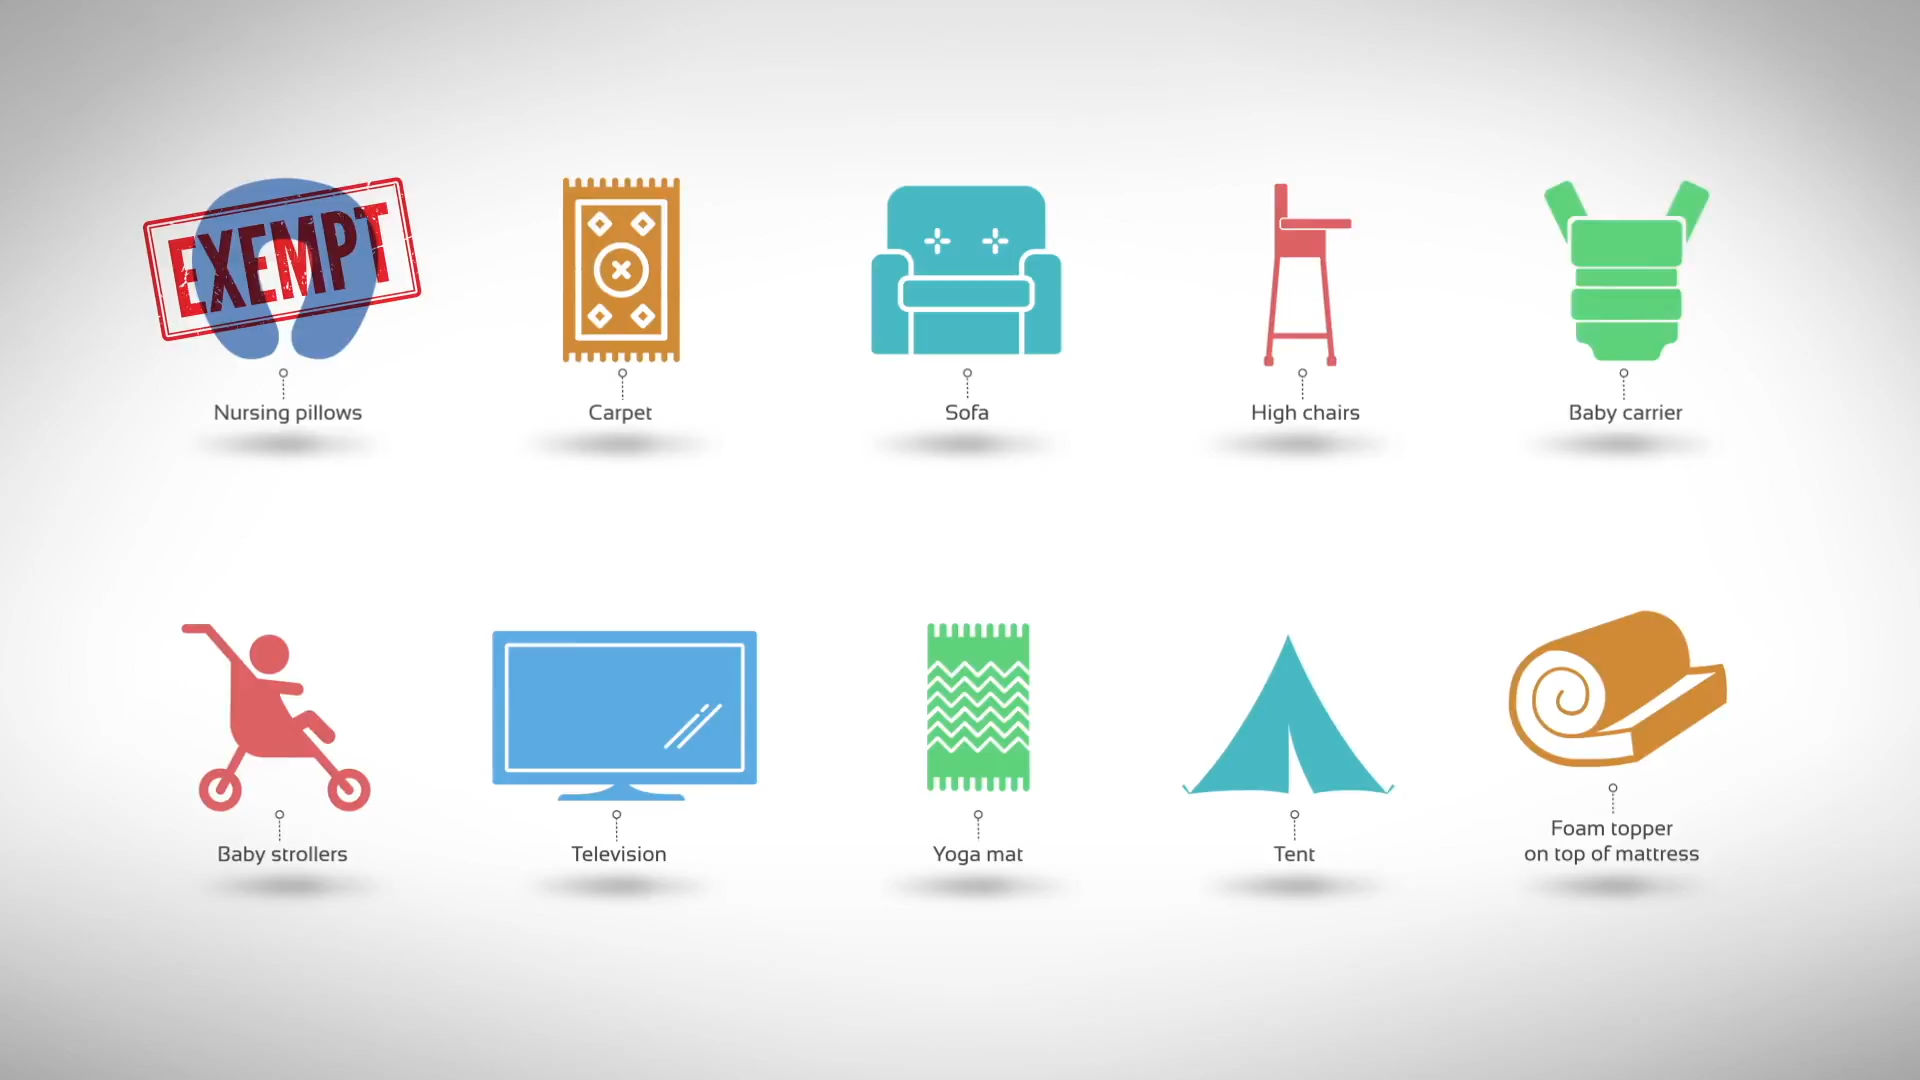 EXEMPT
Nursing pillows
Carpet
Sofa
High chairs
Baby carrier
Baby strollers
Television
Yoga mat
Tent
Foam topper
on top of mattress